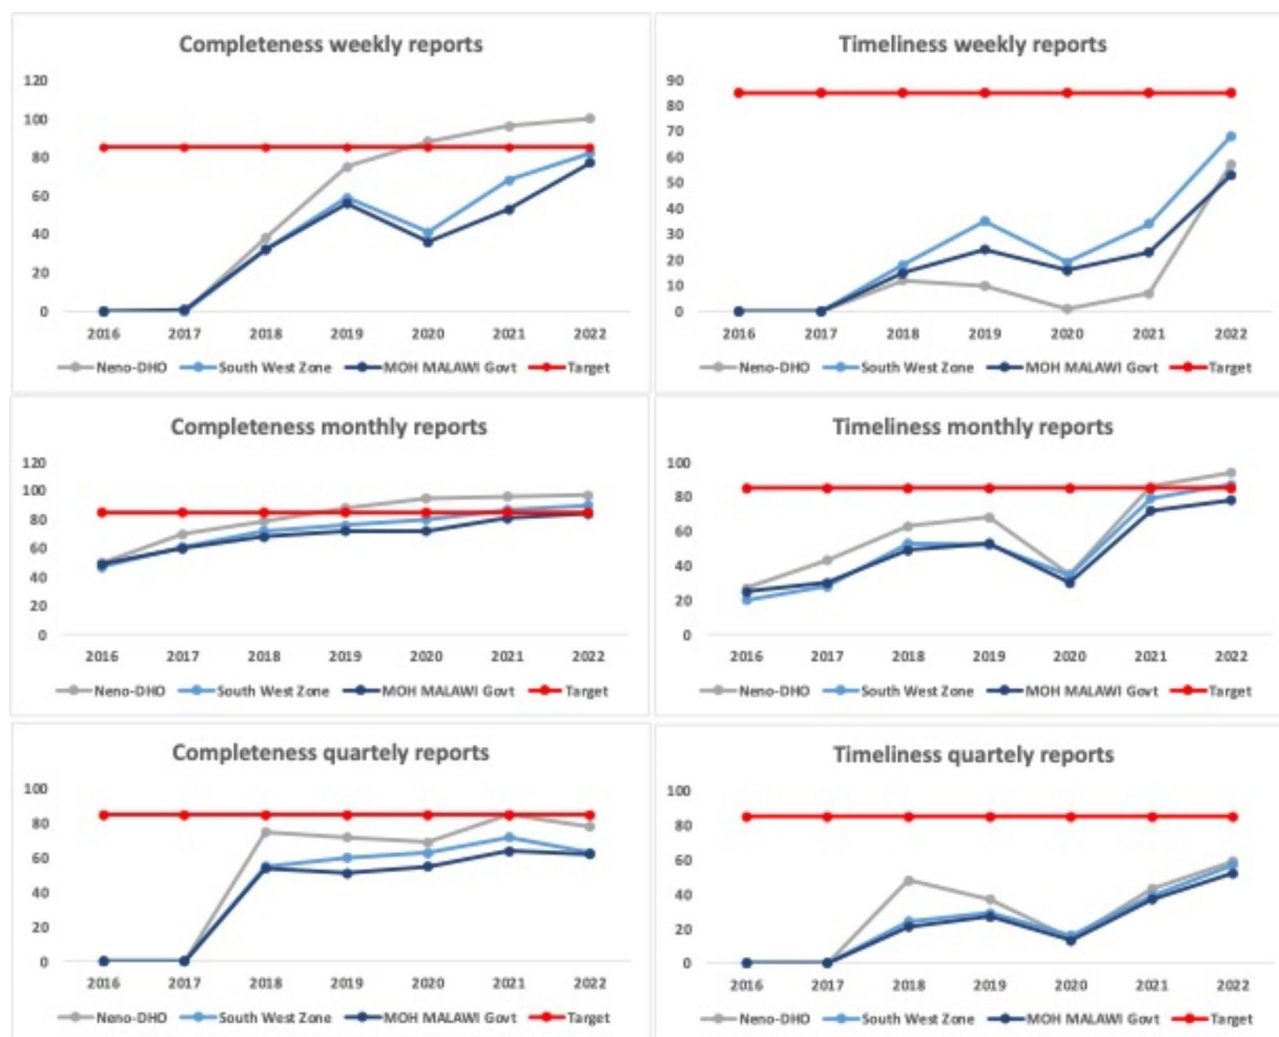 Completeness weekly reports
120
100
80
60
40
20
0
2016 2017 2018 2019 2020 2021 2022
Neno-DHO South West Zone MOH MALAWI Govt Target
Timeliness weekly reports
90
80
70
60
50
40
30
20
10
0
2016 2017 2018 2019 2020 2021 2022
Neno-DHO South West Zone MOH MALAWI Govt Target
Completeness monthly reports
120
100
80
60
40
20
0
2016 2017 2018 2019 2020 2021 2022
Neno-DHO South West Zone MOH MALAWI Govt Target
Timeliness monthly reports
100
80
60
40
20
0
2016 2017 2018 2019 2020 2021 2022
Neno-DHO South West Zone MOH MALAWI Govt Target
Completeness quartely reports
100
80
60
40
20
0
2016 2017 2018 2019 2020 2021 2022
Neno-DHO South West Zone MOH MALAWI Govt Target
Timeliness quartely reports
100
80
60
40
20
0
2016 2017 2018 2019 2020 2021 2022
Neno-DHO South West Zone MOH MALAWI Govt Target